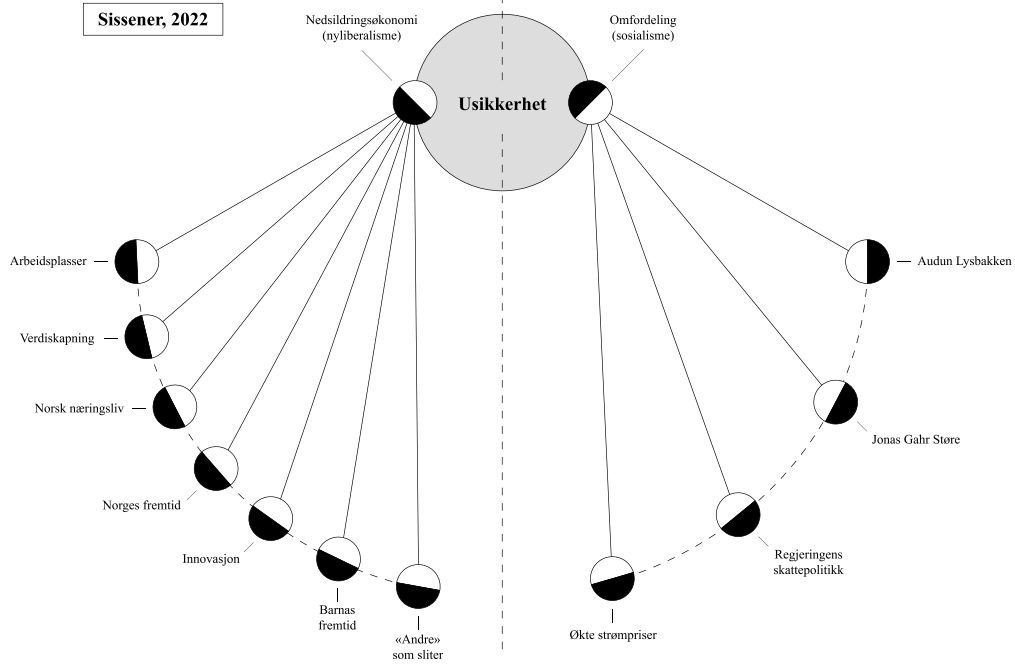 Sissener, 2022
Nedsildringsøkonomi
(nyliberalisme)
Omfordeling
(sosialisme)
Usikkerhet
Arbeidsplasser
Verdiskapning
Norsk næringsliv
Norges fremtid
Innovasjon
Barnas
fremtid
«Andre»
som sliter
Audun Lysbakken
Jonas Gahr Støre
Regjeringens
skattepolitikk
Økte strømpriser